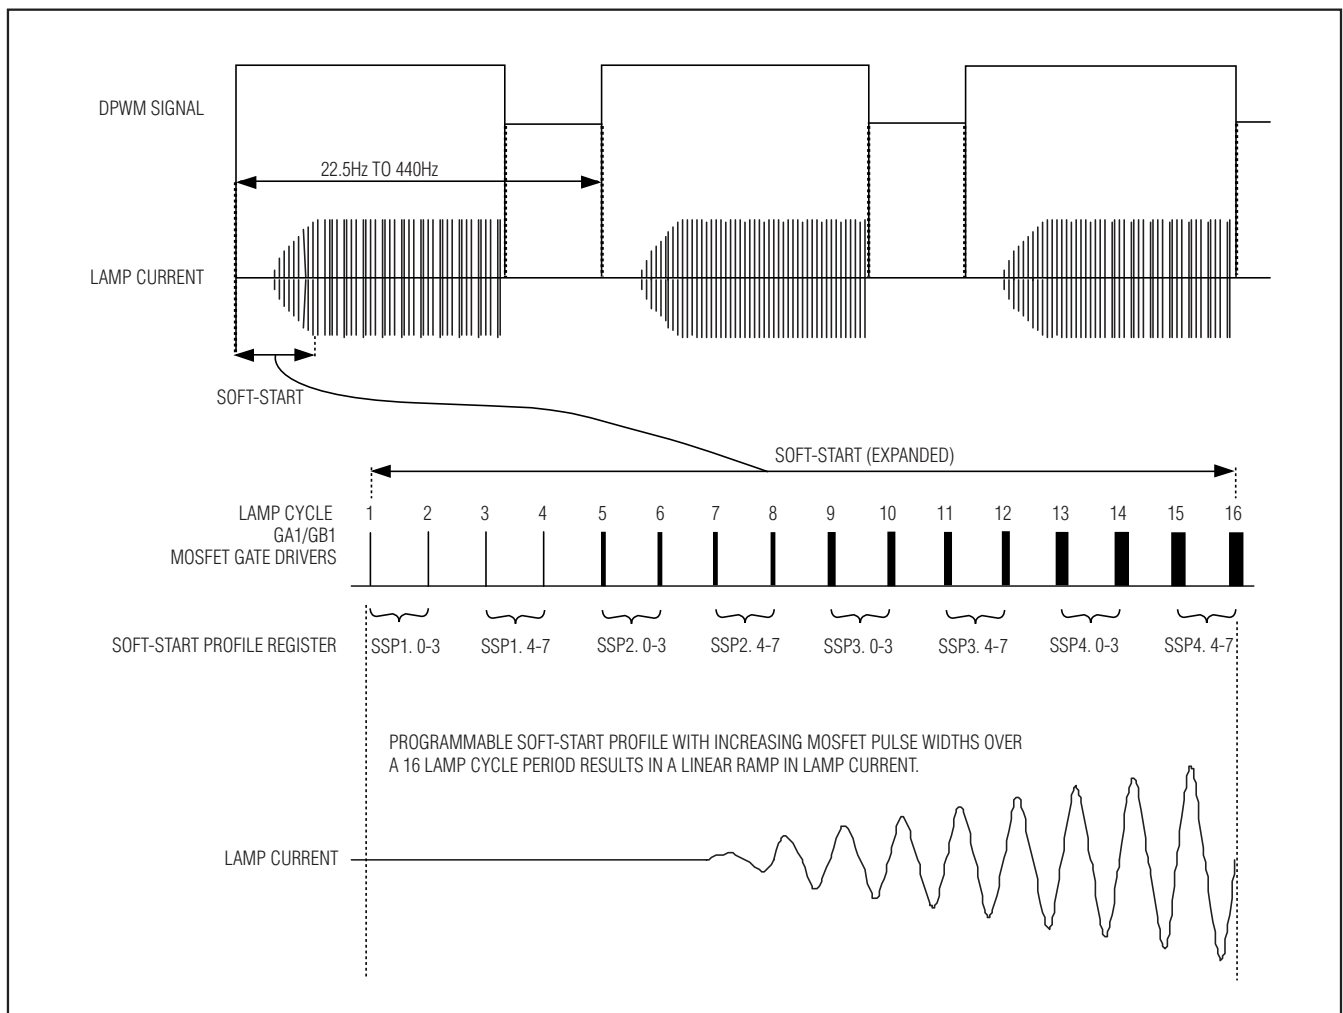 DPWM SIGNAL
22.5Hz TO 440Hz
LAMP CURRENT
SOFT-START
SOFT-START (EXPANDED)
LAMP CYCLE 1 2 3 4 5 6 7 8 9 10 11 12 13 14 15 16
GA1/GB1
MOSFET GATE DRIVERS
SOFT-START PROFILE REGISTER SSP1. 0-3 SSP1. 4-7 SSP2. 0-3 SSP2. 4-7 SSP3. 0-3 SSP3. 4-7 SSP4. 0-3 SSP4. 4-7
PROGRAMMABLE SOFT-START PROFILE WITH INCREASING MOSFET PULSE WIDTHS OVER
A 16 LAMP CYCLE PERIOD RESULTS IN A LINEAR RAMP IN LAMP CURRENT.
LAMP CURRENT